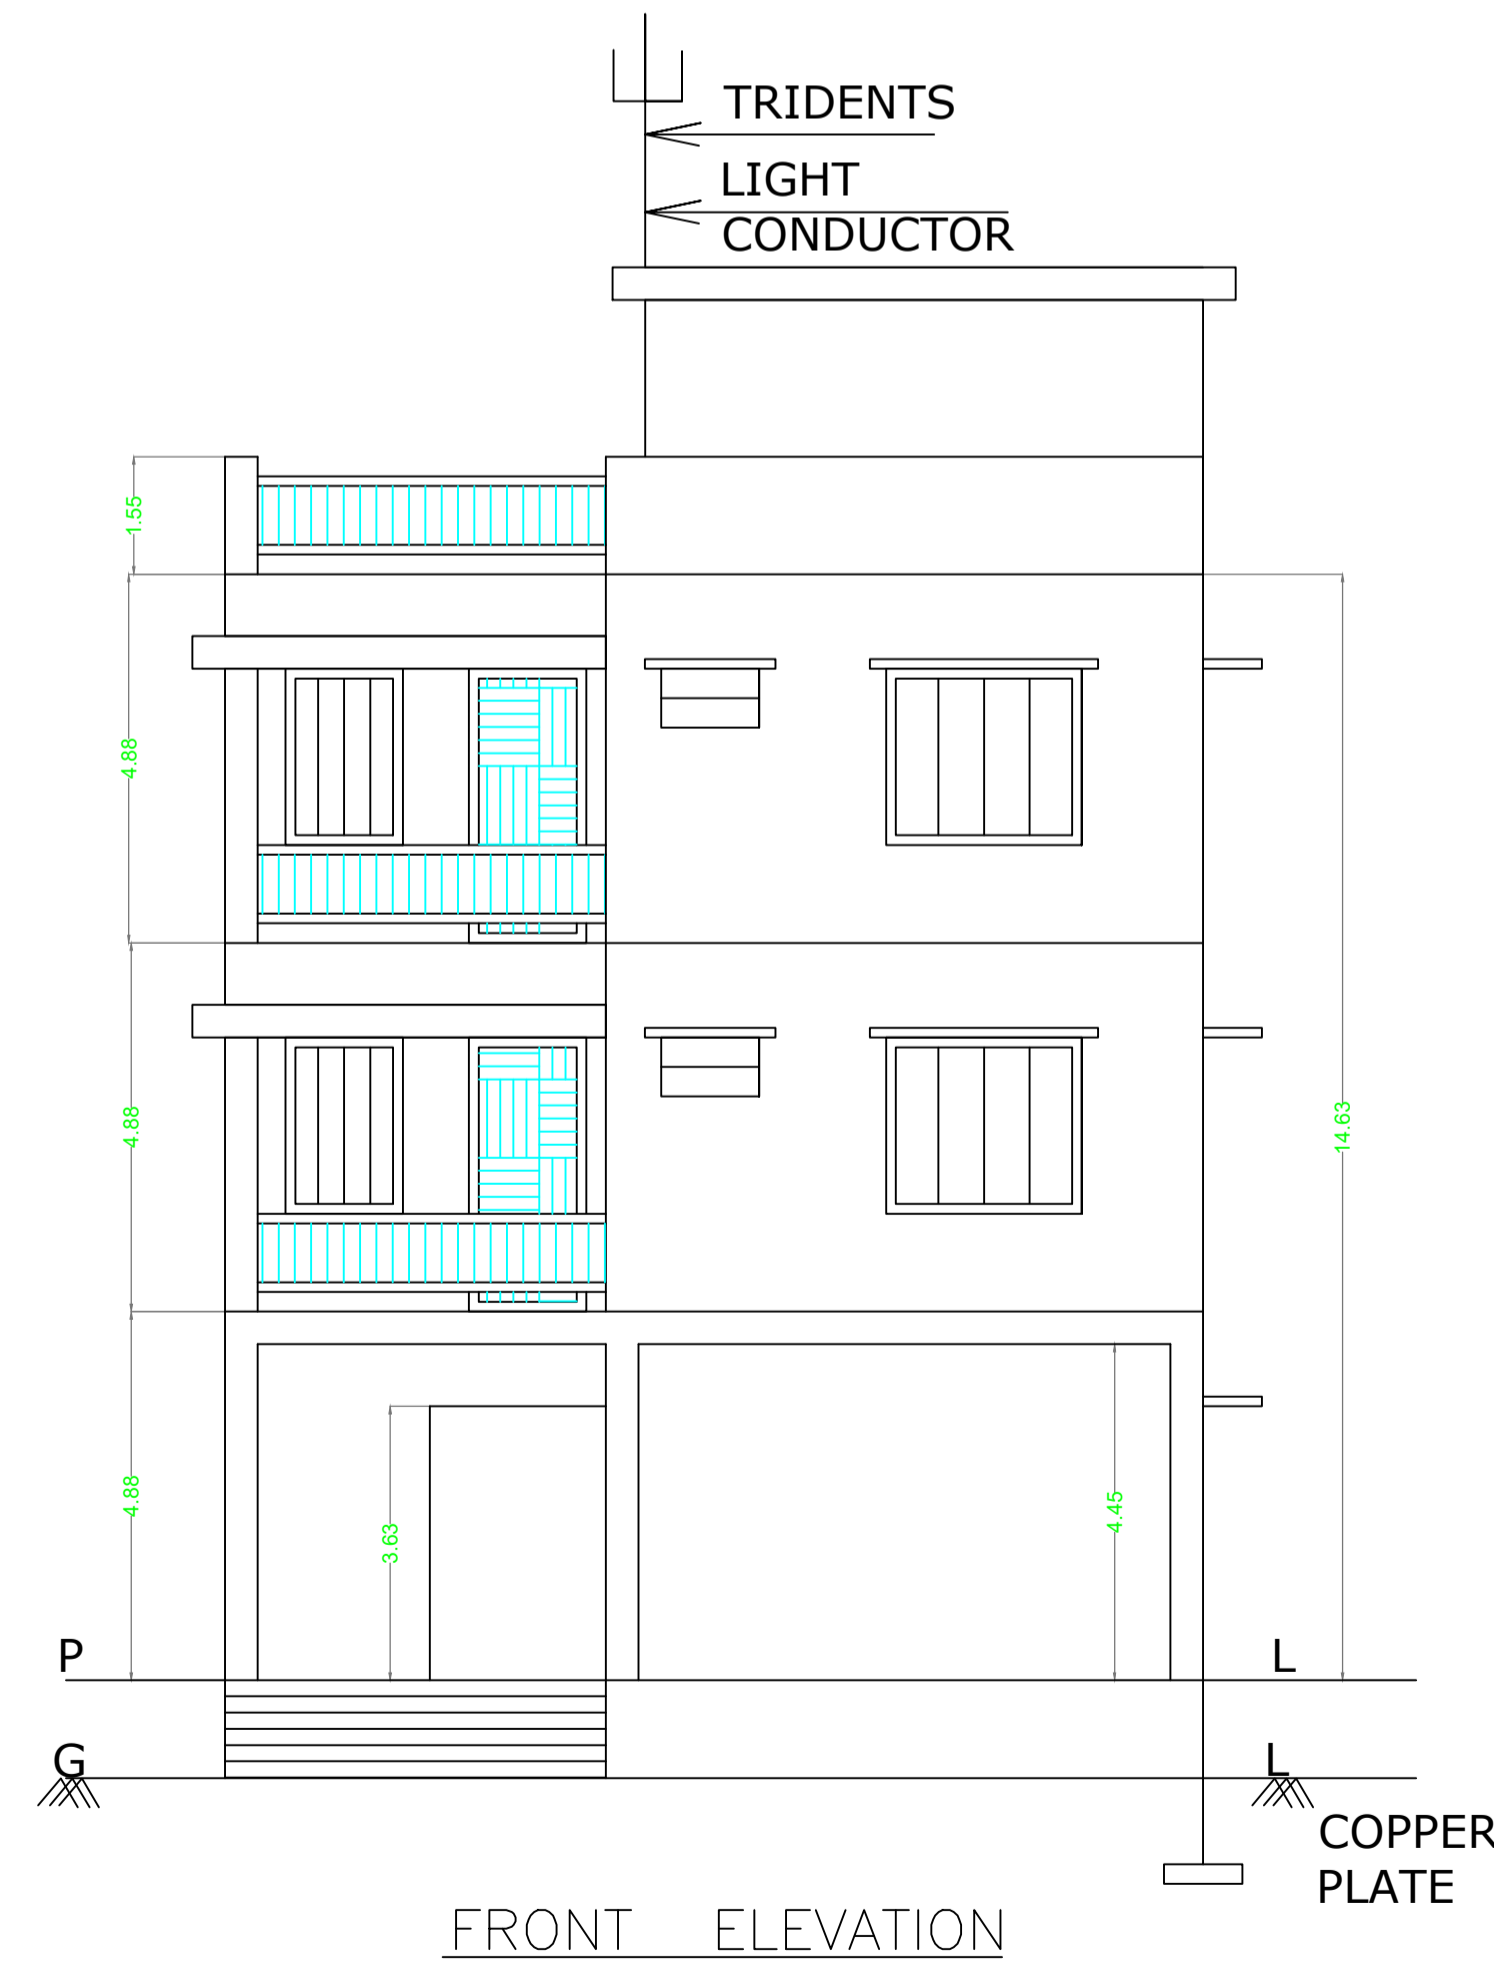 TRIDENTS
LIGHT
CONDUCTOR
1.55
4.88
4.88
14.63
4.88
4.45
3.63
P
L
G
L
COPPER
PLATE
FRONT ELEVATION